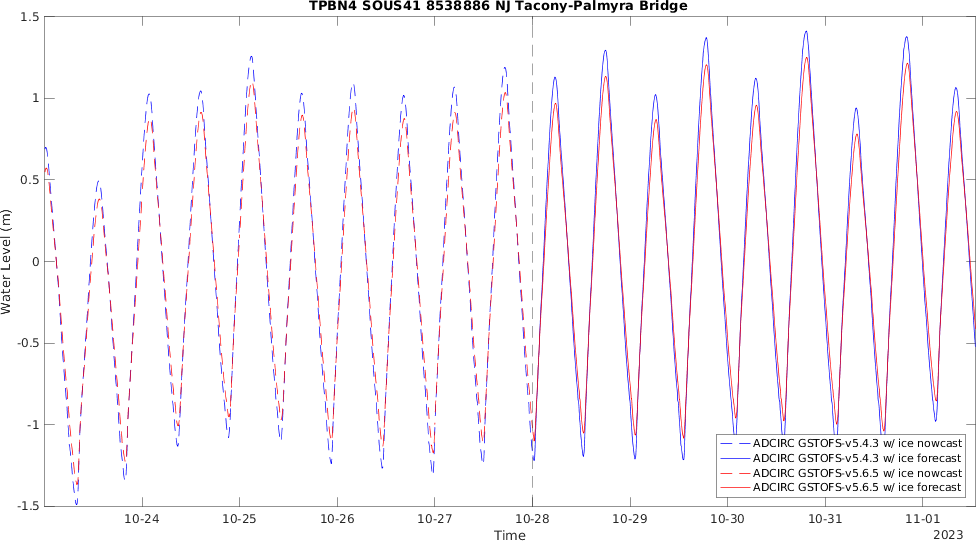 TPBN4 SOUS41 8538886 NJ Tacony-Palmyra Bridge
1.5
1
0.5
0
-0.5
-1
-1.5
Water Level (m)
ADCIRC GSTOFS-v5.4.3 w/ ice nowcast
ADCIRC GSTOFS-v5.4.3 w/ ice forecast
ADCIRC GSTOFS-v5.6.5 w/ ice nowcast
ADCIRC GSTOFS-v5.6.5 w/ ice forecast
10-24 10-25 10-26 10-27 10-28 10-29 10-30 10-31 11-01
Time
2023